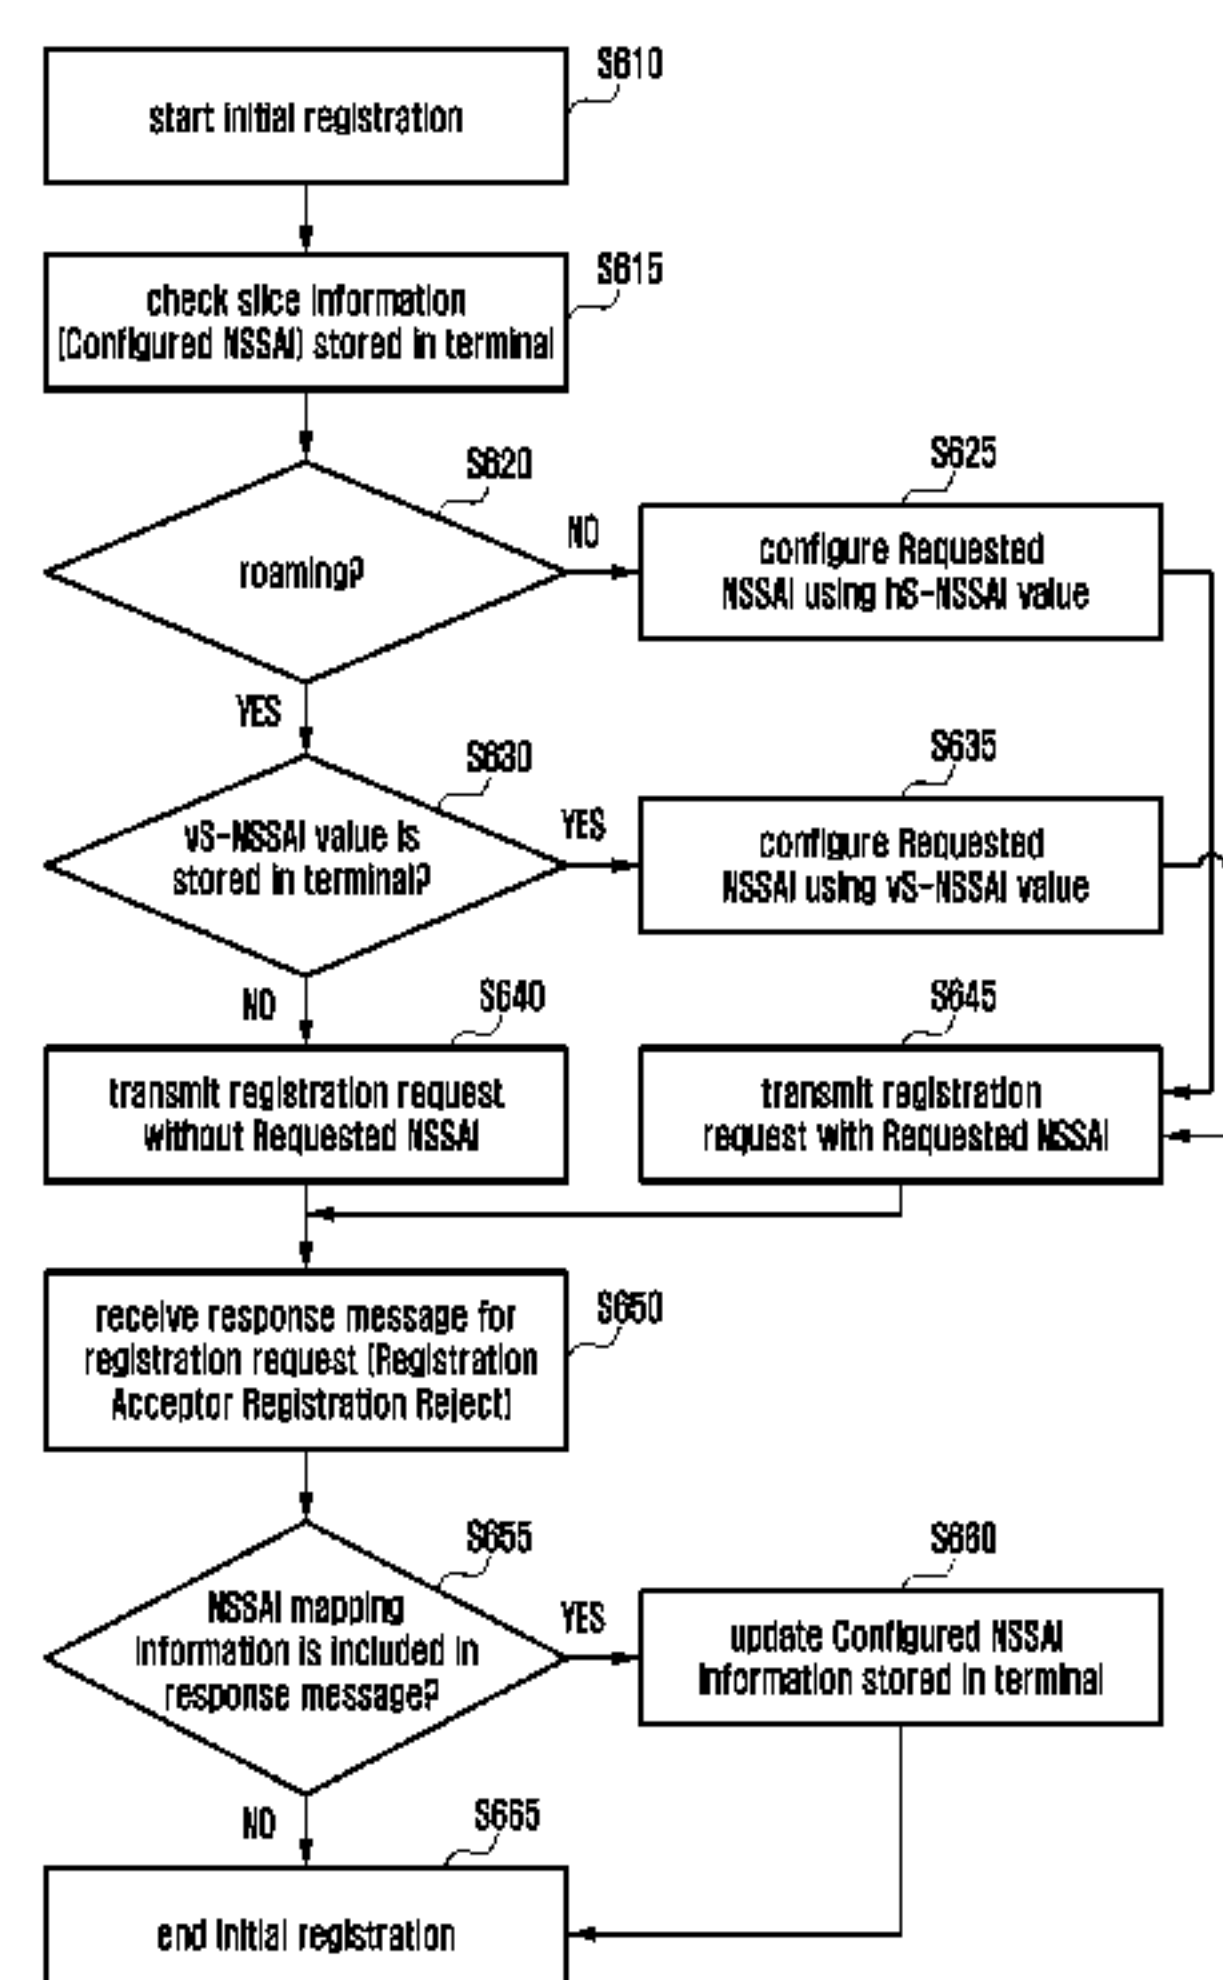 S610
start initial registration
S615
check slice information
(Configured NSSAI) stored in terminal
S620
roaming?
NO
S625
configure Requested
NSSAI using hS-NSSAI value
YES
S630
vS-NSSAI value is
stored in terminal?
YES
S635
configure Requested
NSSAI using vS-NSSAI value
NO
S640
transmit registration request
without Requested NSSAI
S645
transmit registration
request with Requested NSSAI
S650
receive response message for
registration request (Registration
Acceptor Registration Reject)
S655
NSSAI mapping
information is included in
response message?
YES
S660
update Configured NSSAI
information stored in terminal
NO
S665
end initial registration